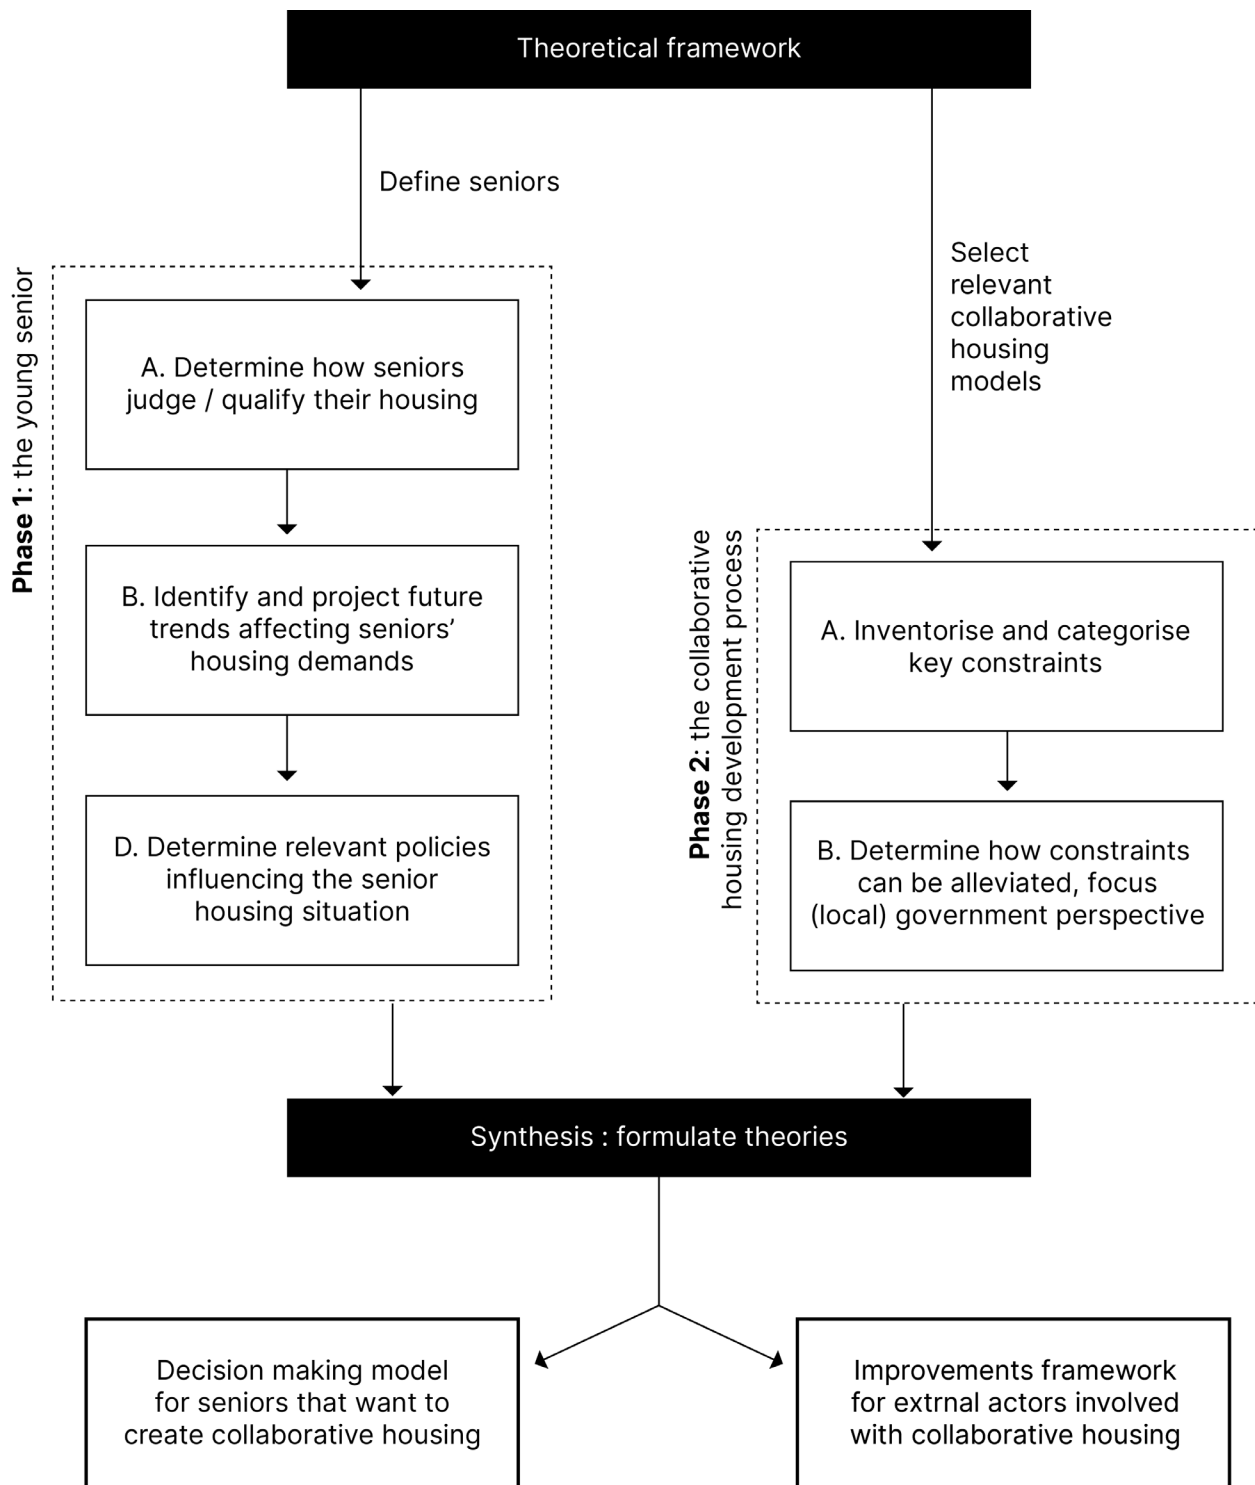 Theoretical framework
Define seniors
Select
relevant
collaborative
housing
models
Phase 1: the young senior
A. Determine how seniors
judge / qualify their housing
B. Identify and project future
trends affecting seniors’
housing demands
D. Determine relevant policies
influencing the senior
housing situation
Phase 2: the collaborative
housing development process
A. Inventorise and categorise
key constraints
B. Determine how constraints
can be alleviated, focus
(local) government perspective
Synthesis : formulate theories
Decision making model
for seniors that want to
create collaborative housing
Improvements framework
for extrnal actors involved
with collaborative housing